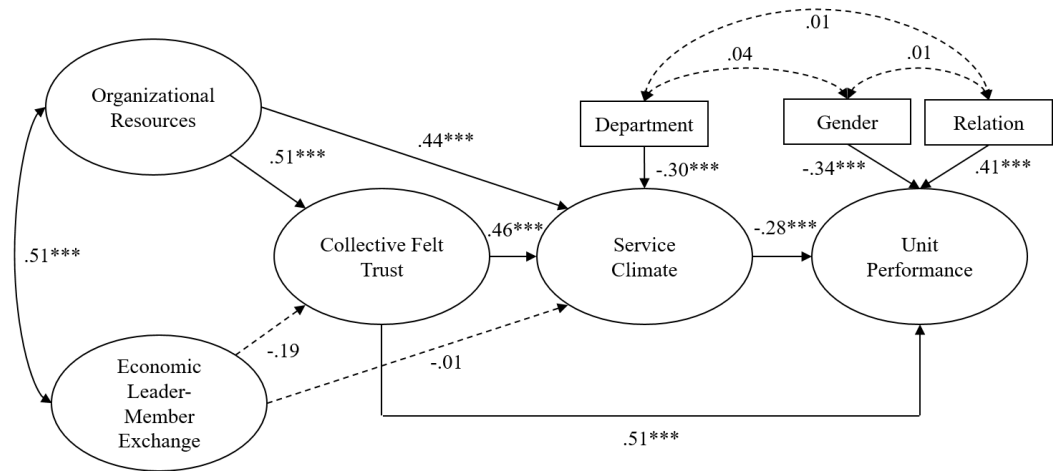 .01
.04
.01
Organizational
Resources
Department
Gender
Relation
.44***
.51***
-.30***
-.34***
.41***
.51***
Collective Felt
Trust
.46***
Service
Climate
-.28***
Unit
Performance
-.19
-.01
Economic
Leader-
Member
Exchange
.51***